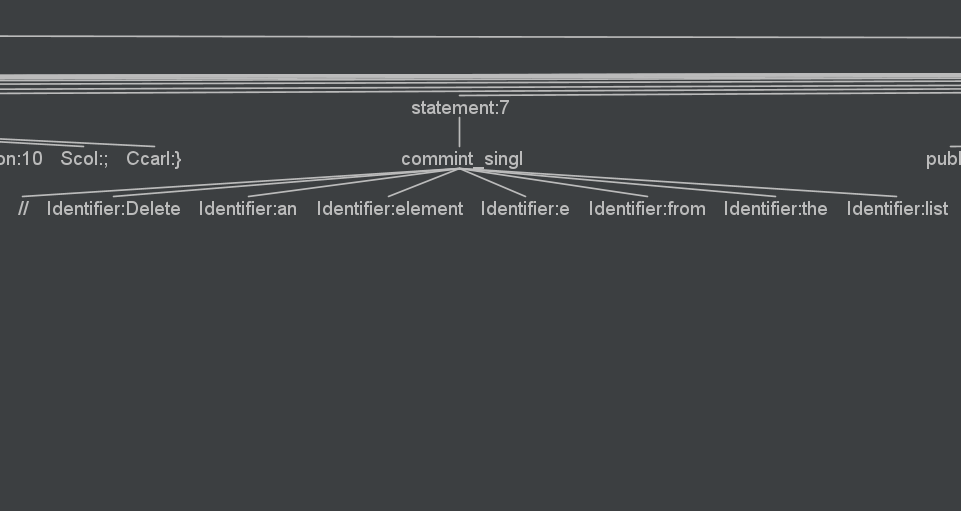 statement:7
on:10 Scol:; Ccarl:} commint_singl publ
// Identifier:Delete Identifier:an Identifier:element Identifier:e Identifier:from Identifier:the Identifier:list